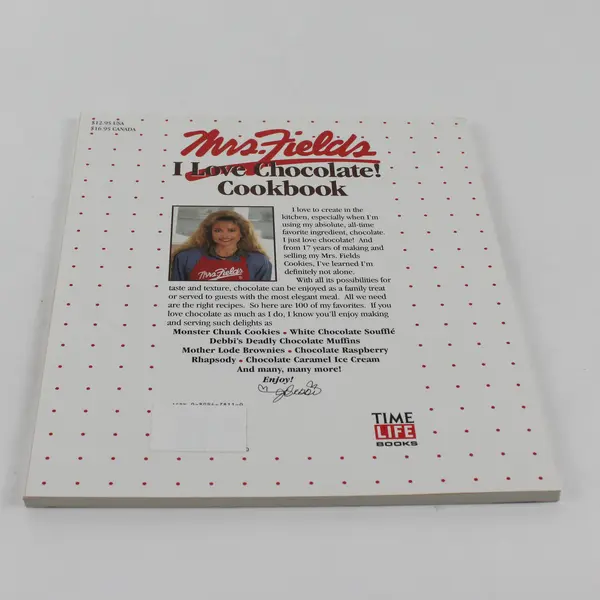 $12.95 USA
$16.95 CANADA
Mrs. Fields
I Love Chocolate!
Cookbook
Mrs. Fields
I love to create in the
kitchen, especially when I'm
using my absolute, all-time
favorite ingredient, chocolate.
I just love chocolate! And
from 17 years of making and
selling my Mrs. Fields
Cookies, I've learned I'm
definitely not alone.
With all its possibilities for
taste and texture, chocolate can be enjoyed as a family treat
or served to guests with the most elegant meal. All we need
are the right recipes. So here are 100 of my favorites. If you
love chocolate as much as I do, I know you'll enjoy making
and serving such delights as
Monster Chunk Cookies • White Chocolate Soufflé
Debbi's Deadly Chocolate Muffins
Mother Lode Brownies • Chocolate Raspberry
Rhapsody • Chocolate Caramel Ice Cream
And many, many more!
Enjoy!
Debbi
TIME
LIFE
BOOKS